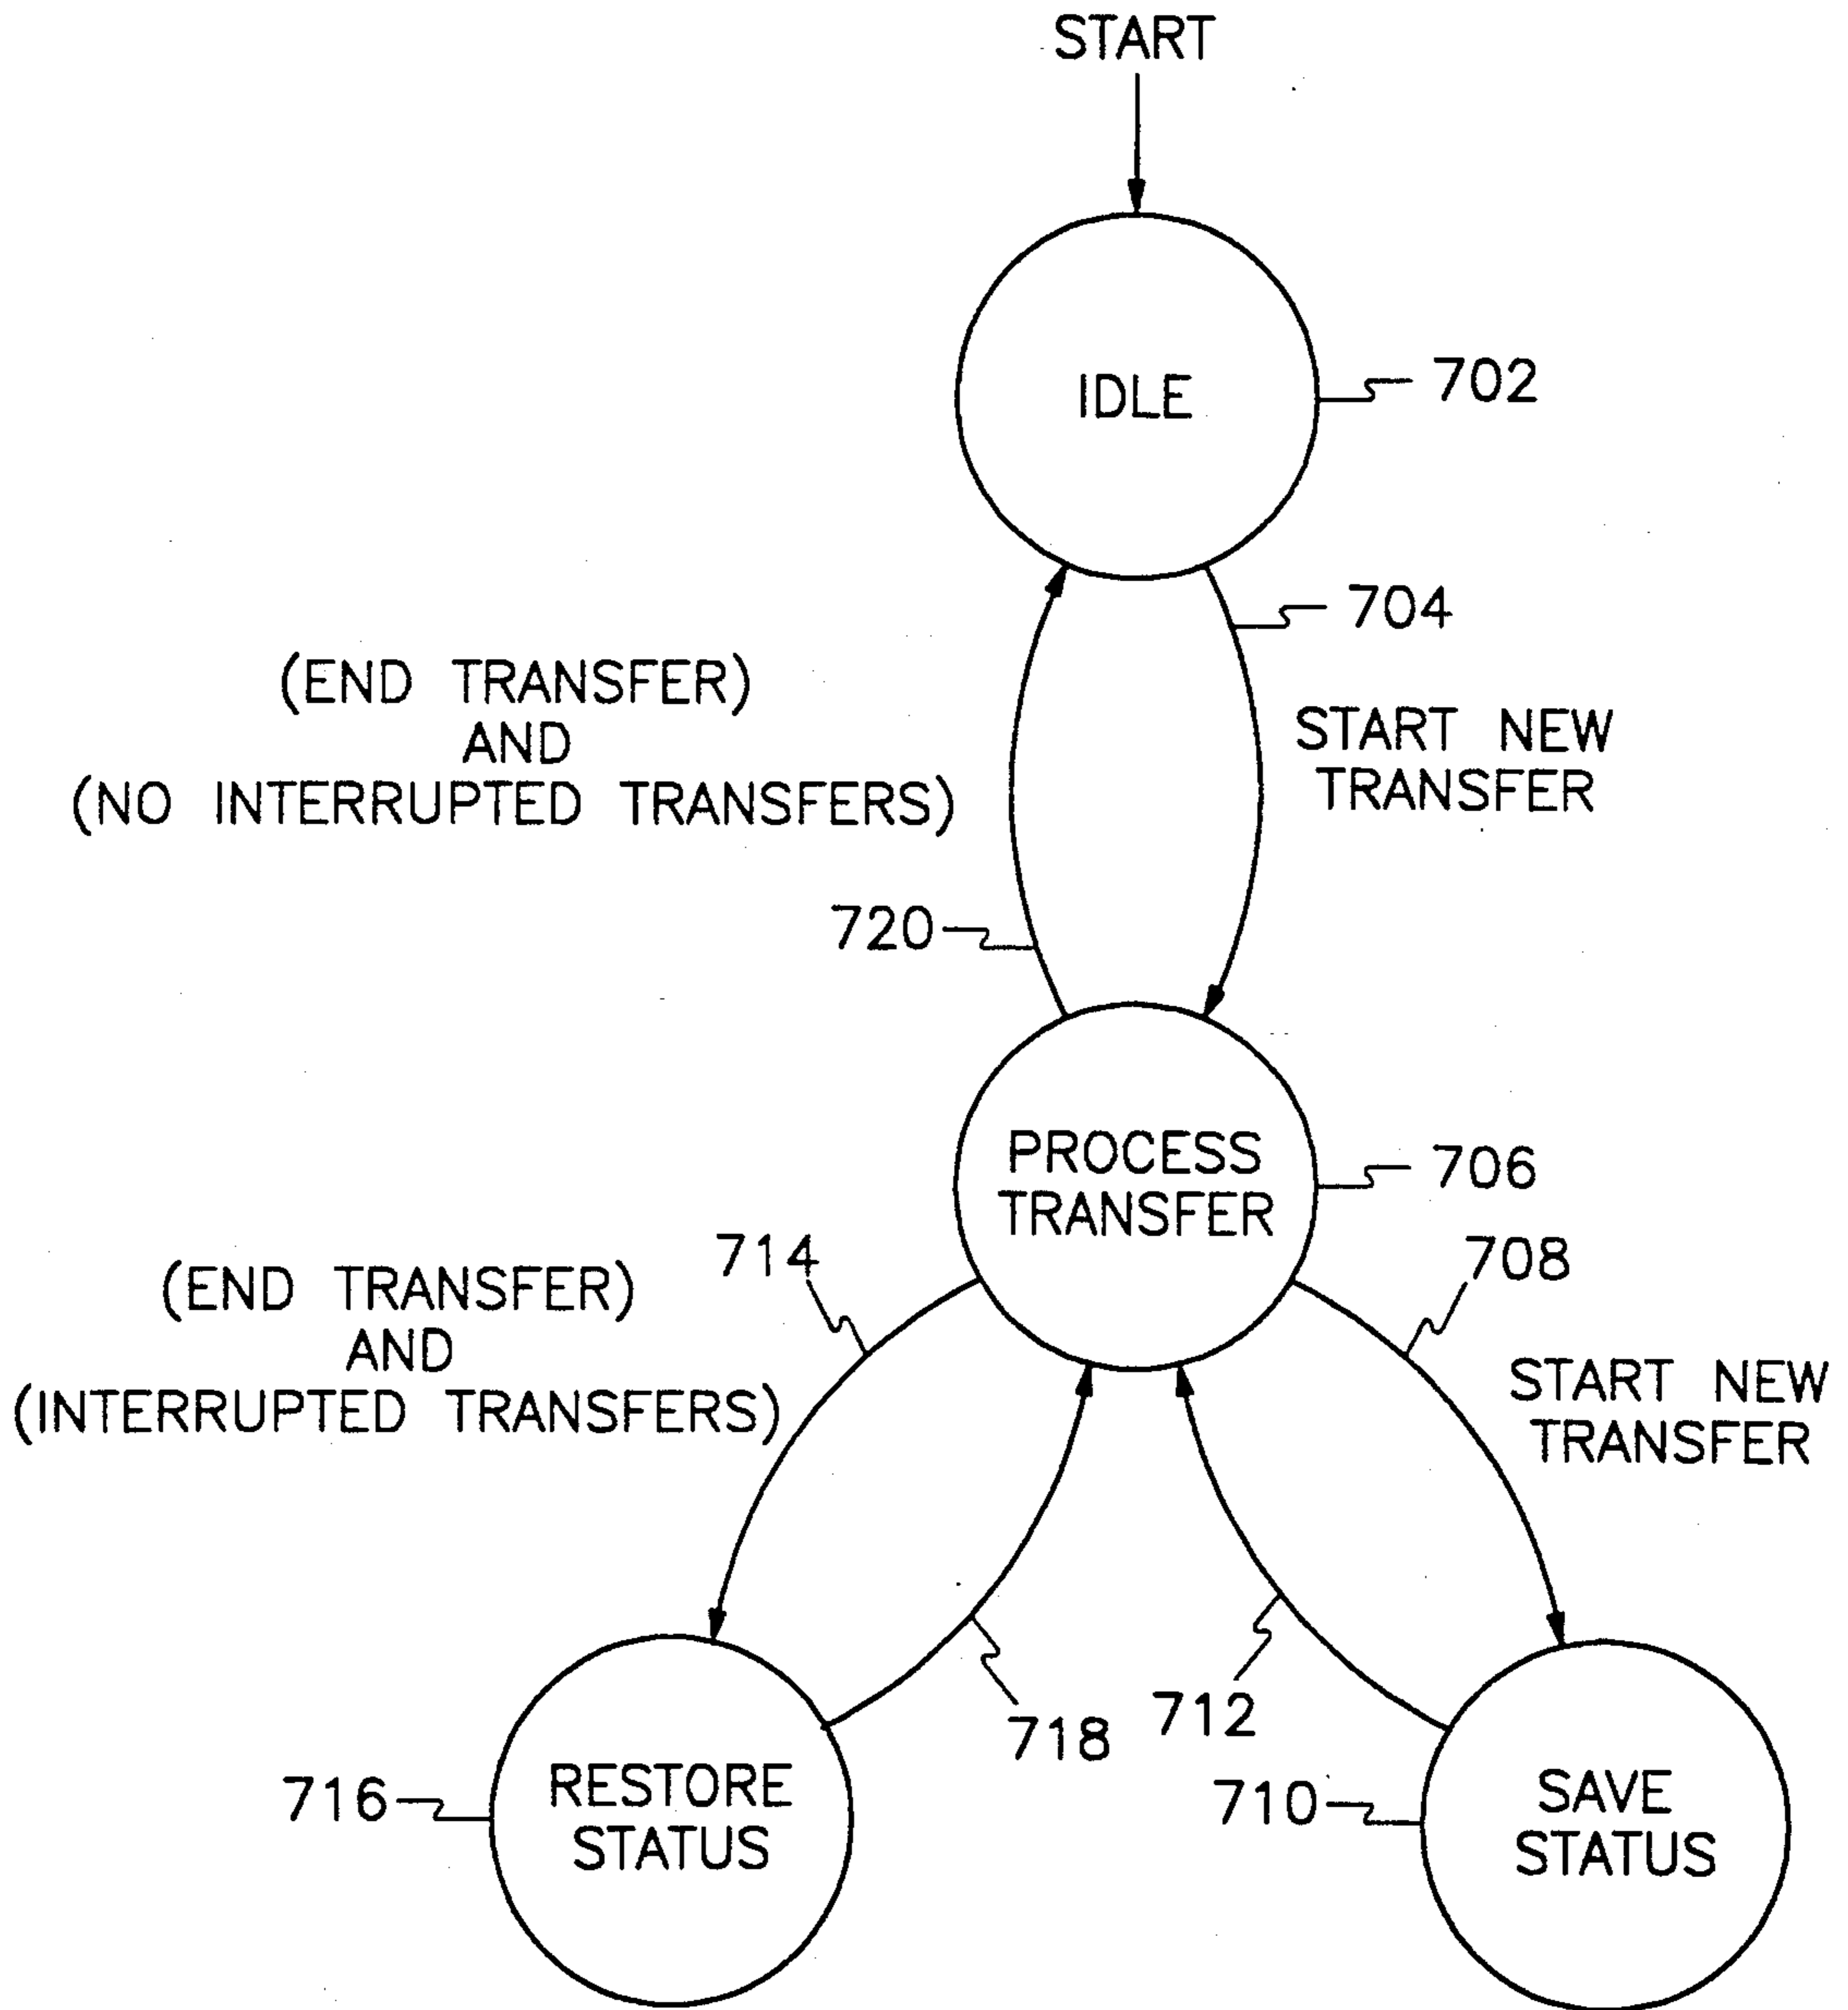 START
IDLE
702
704
(END TRANSFER)
AND
(NO INTERRUPTED TRANSFERS)
START NEW
TRANSFER
720
PROCESS
TRANSFER
706
714
708
(END TRANSFER)
AND
(INTERRUPTED TRANSFERS)
START NEW
TRANSFER
718
712
716
RESTORE
STATUS
710
SAVE
STATUS